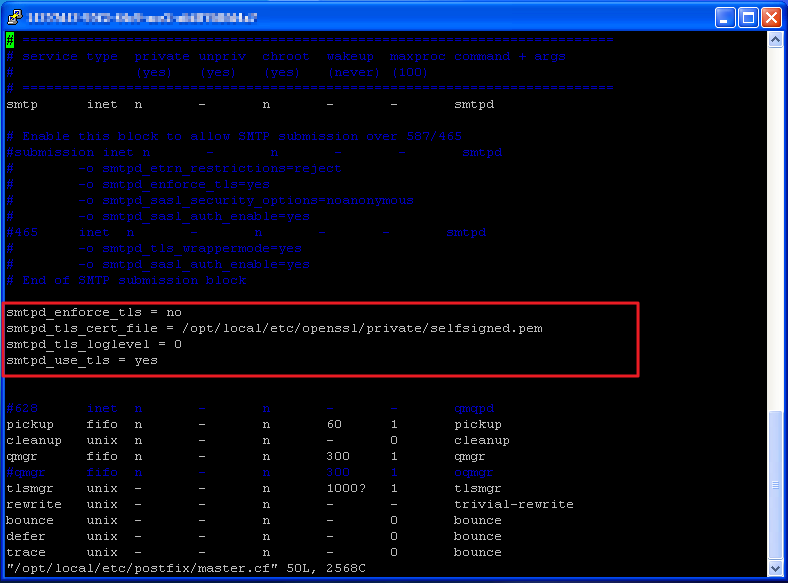 # ==========================================================================
# service type  private unpriv  chroot  wakeup  maxproc command + args
#               (yes)   (yes)   (yes)   (never) (100)
# ==========================================================================
smtp      inet  n       -       n       -       -       smtpd
# Enable this block to allow SMTP submission over 587/465
#submission inet n       -       n       -       -       smtpd
#        -o smtpd_etrn_restrictions=reject
#        -o smtpd_enforce_tls=yes
#        -o smtpd_sasl_security_options=noanonymous
#        -o smtpd_sasl_auth_enable=yes
#465     inet  n       -       n       -       -       smtpd
#        -o smtpd_tls_wrappermode=yes
#        -o smtpd_sasl_auth_enable=yes
# End of SMTP submission block
smtpd_enforce_tls = no
smtpd_tls_cert_file = /opt/local/etc/openssl/private/selfsigned.pem
smtpd_tls_loglevel = 0
smtpd_use_tls = yes
#628      inet  n       -       n       -       -       qmqpd
pickup    fifo  n       -       n       60      1       pickup
cleanup   unix  n       -       n       -       0       cleanup
qmgr      fifo  n       -       n       300     1       qmgr
#qmgr     fifo  n       -       n       300     1       oqmgr
tlsmgr    unix  -       -       n       1000?   1       tlsmgr
rewrite   unix  -       -       n       -       -       trivial-rewrite
bounce    unix  -       -       n       -       0       bounce
defer     unix  -       -       n       -       0       bounce
trace     unix  -       -       n       -       0       bounce
"/opt/local/etc/postfix/master.cf" 50L, 2568C